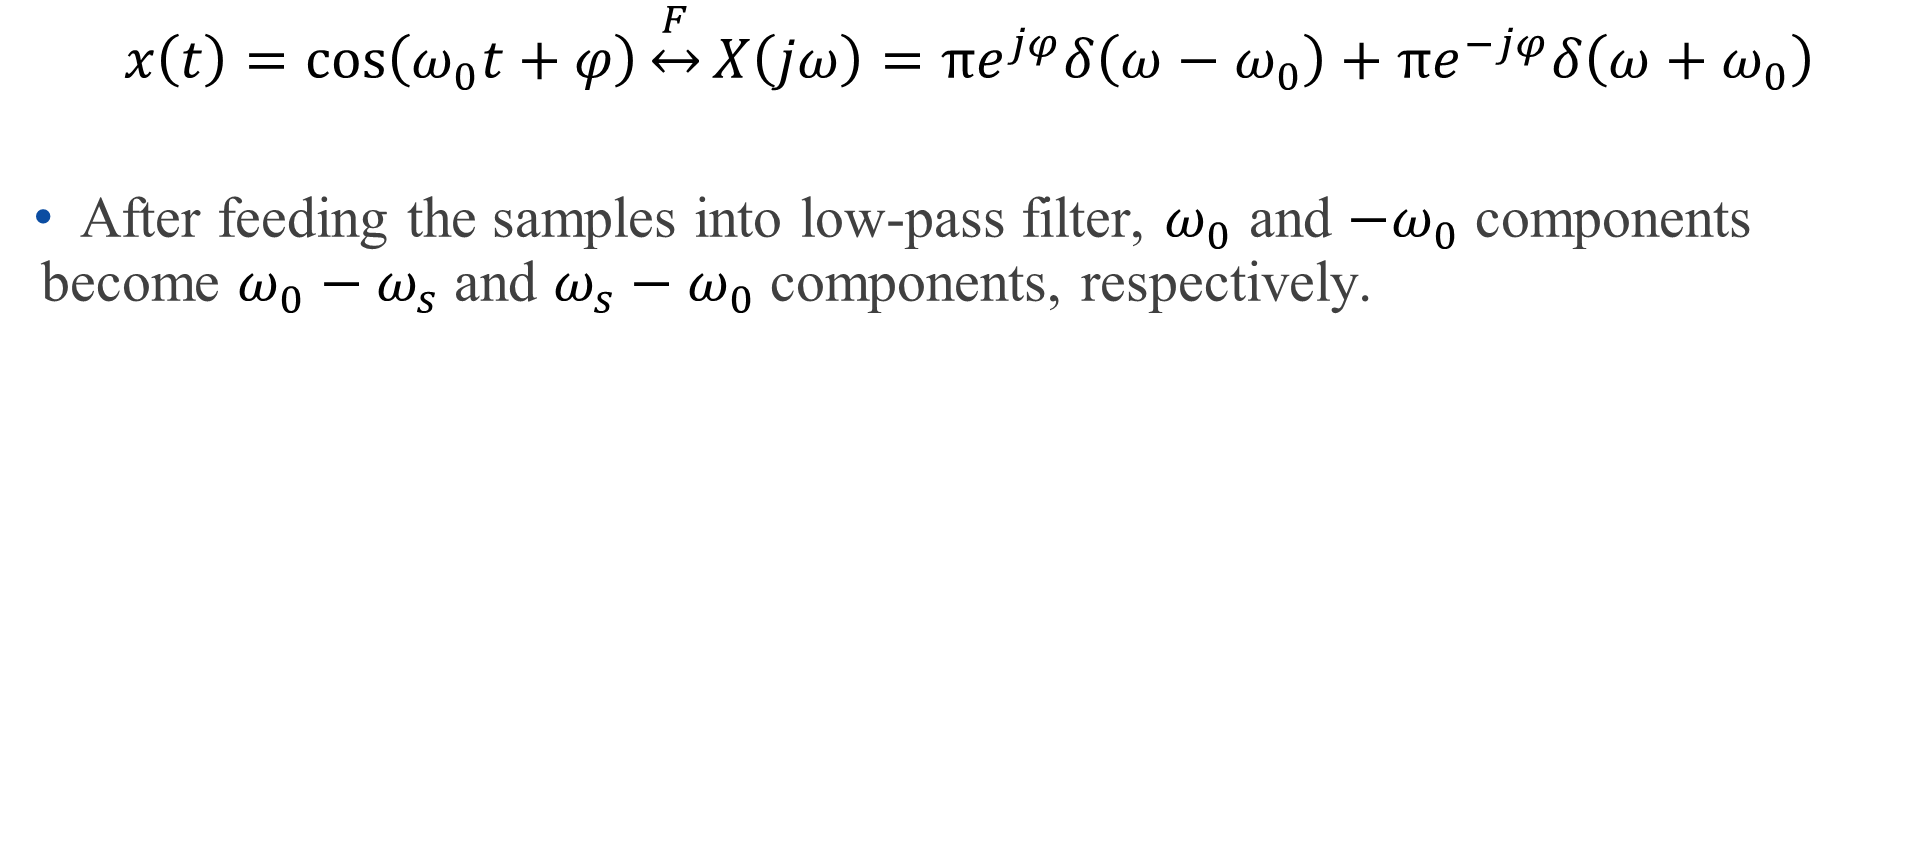 x(t) = cos(ω₀t + φ) ↔ᶠ X(jω) = πe^{jφ}δ(ω − ω₀) + πe^{−jφ}δ(ω + ω₀)
• After feeding the samples into low-pass filter, ω₀ and −ω₀ components
become ω₀ − ωₛ and ωₛ − ω₀ components, respectively.